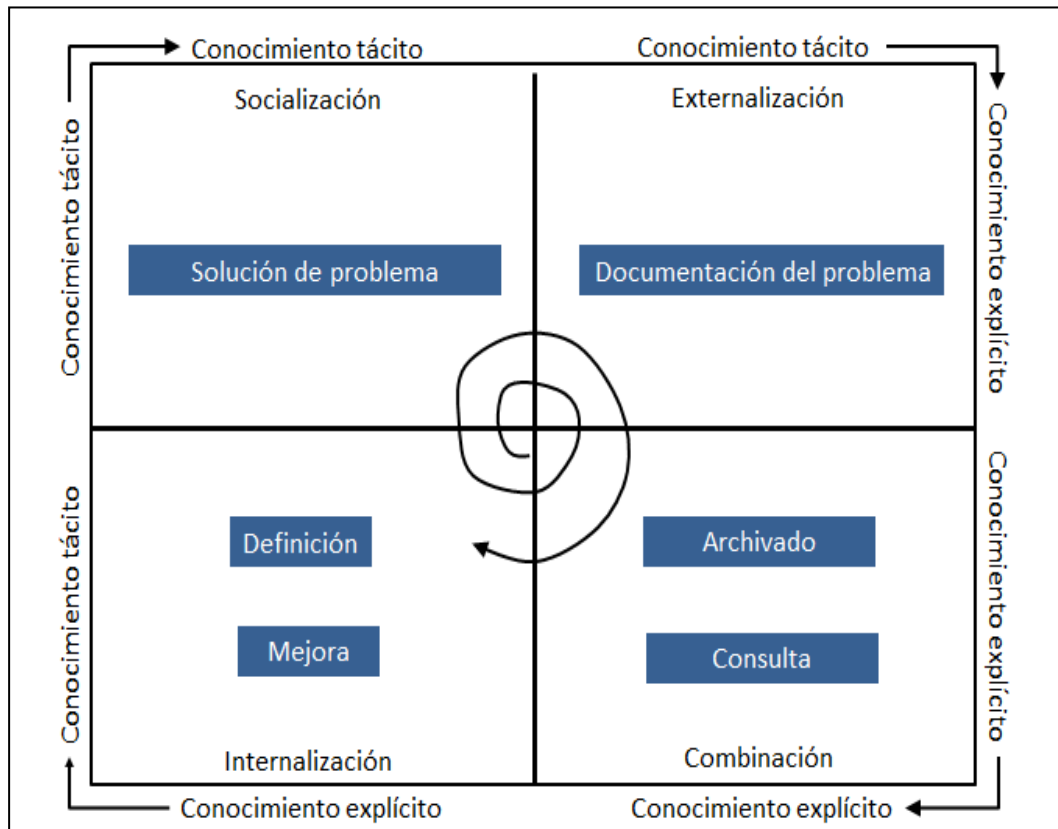 Conocimiento tácito
Conocimiento tácito
Socialización
Externalización
Conocimiento tácito
Conocimiento explícito
Solución de problema
Documentación del problema
Conocimiento tácito
Conocimiento explícito
Definición
Archivado
Mejora
Consulta
Internalización
Combinación
Conocimiento explícito
Conocimiento explícito